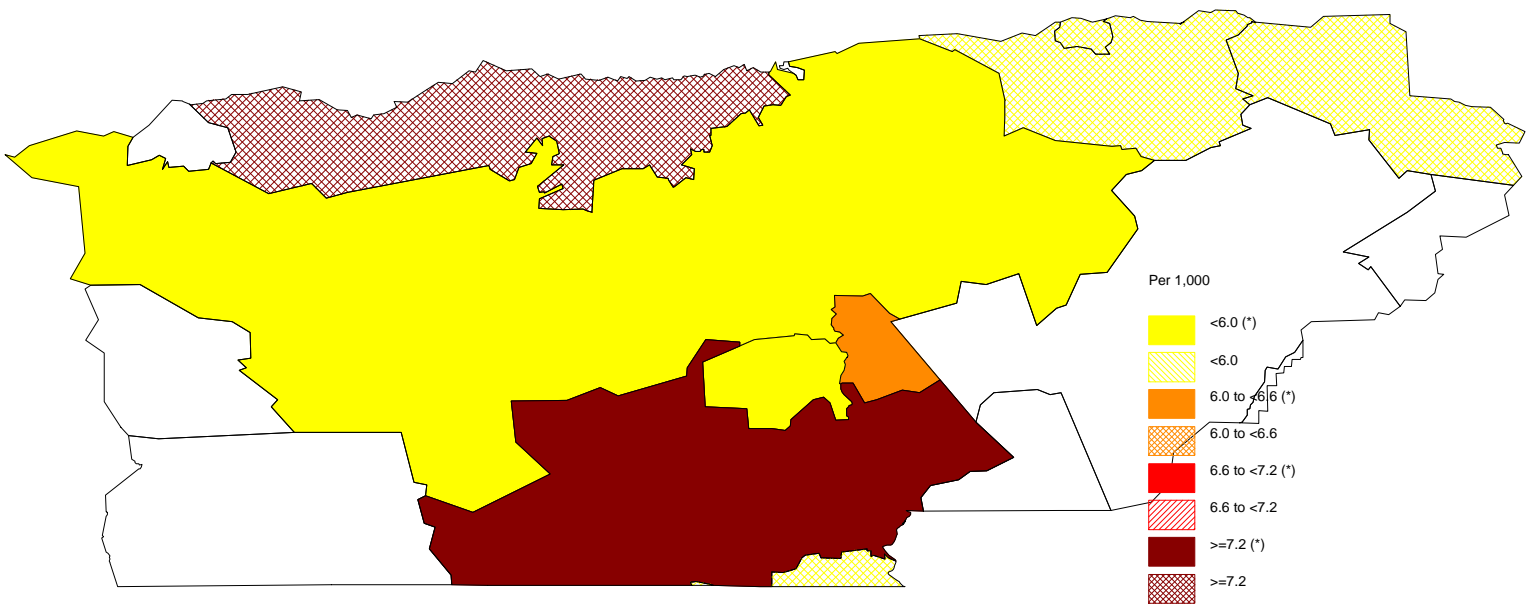 Per 1,000
<6.0 (*)
<6.0
6.0 to <6.6 (*)
6.0 to <6.6
6.6 to <7.2 (*)
6.6 to <7.2
>=7.2 (*)
>=7.2